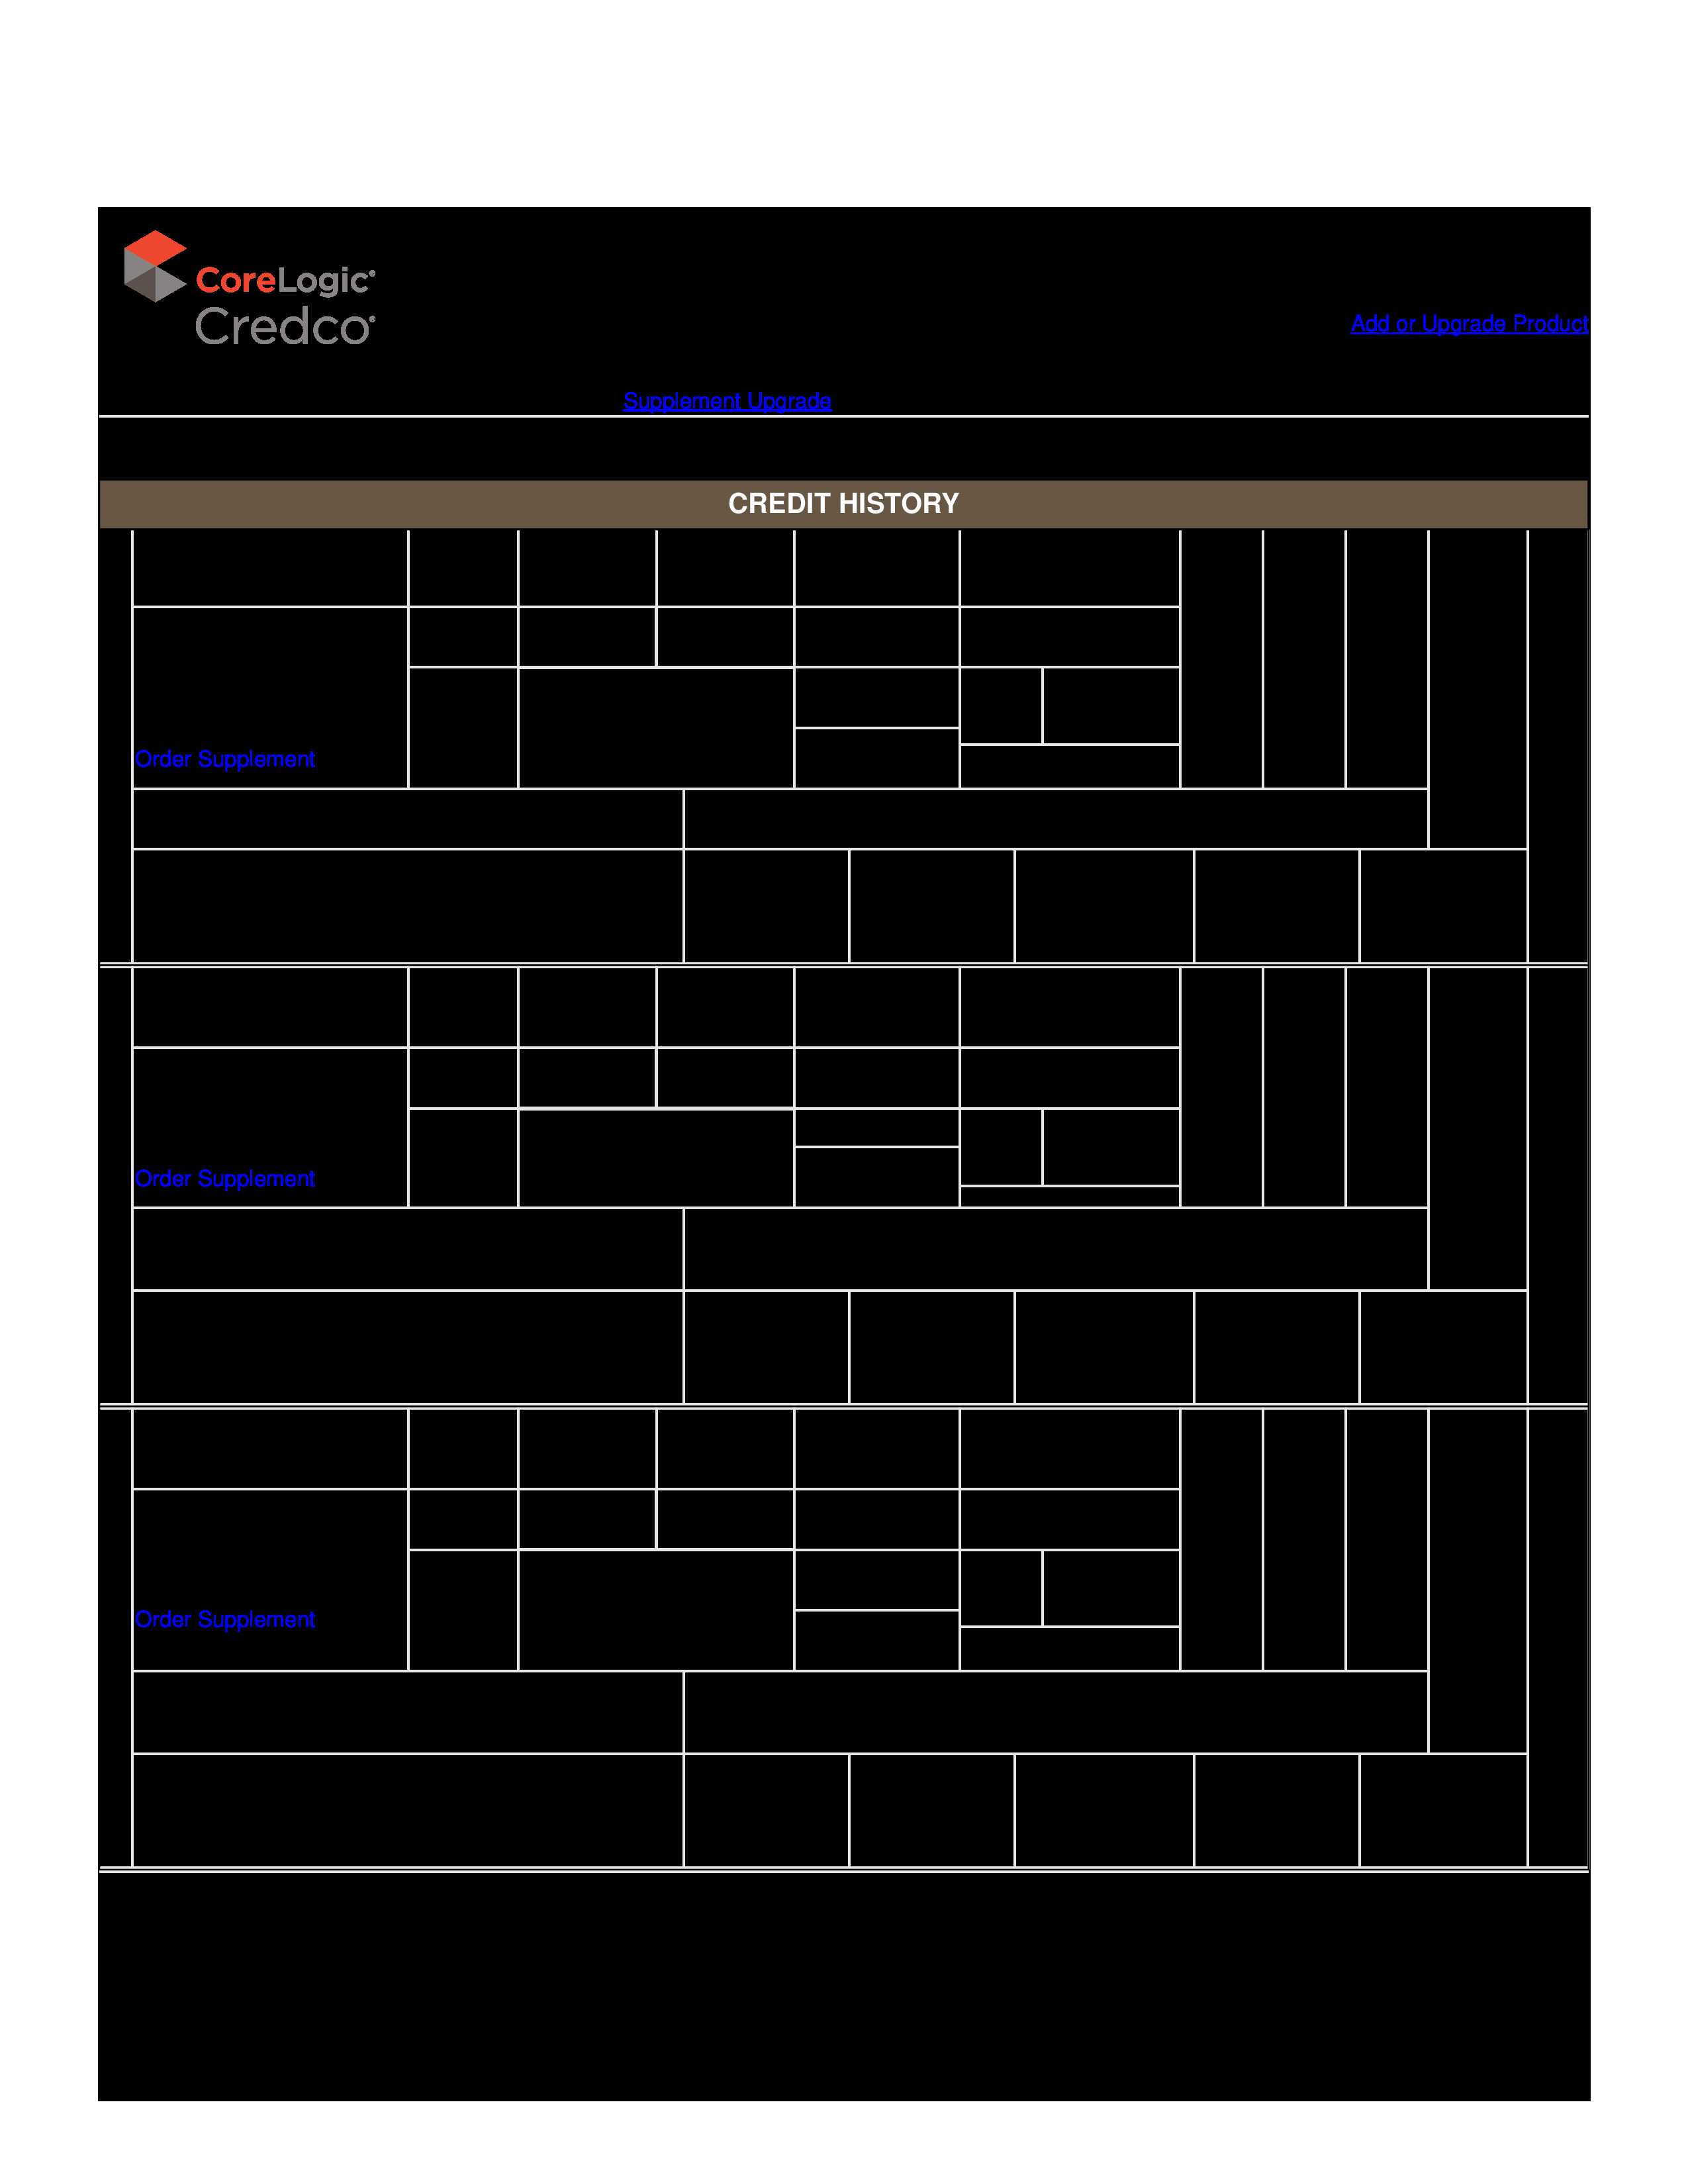 CoreLogic
Credco
Add or Upgrade Product
Supplement Upgrade
CREDIT HISTORY
Order Supplement
Order Supplement
Order Supplement